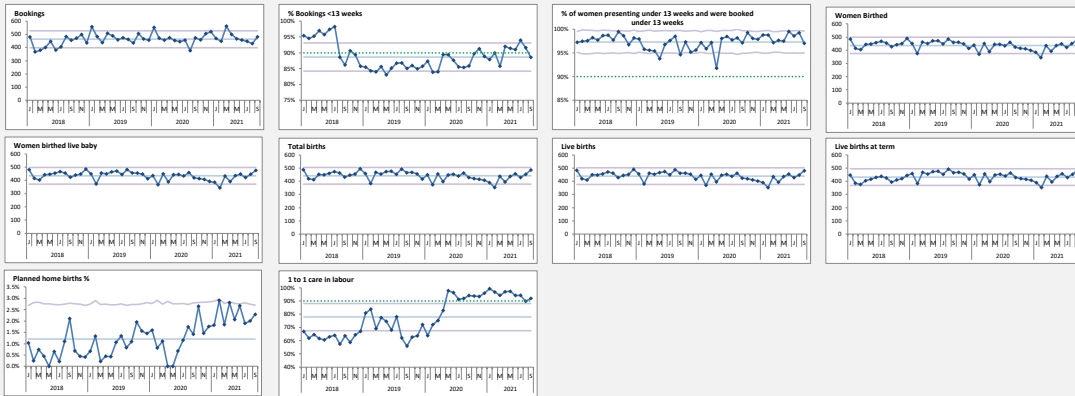 Bookings
600
500
400
300
200
100
0
J M M J S N J M M J S N J M M J S N J M M J S
2018 2019 2020 2021
% Bookings <13 weeks
100%
95%
90%
85%
80%
75%
J M M J S N J M M J S N J M M J S N J M M J S
2018 2019 2020 2021
% of women presenting under 13 weeks and were booked
under 13 weeks
100%
95%
90%
85%
J M M J S N J M M J S N J M M J S N J M M J S
2018 2019 2020 2021
Women Birthed
600
500
400
300
200
100
0
J M M J S N J M M J S N J M M J S N J M M J
2018 2019 2020 2021
Women birthed live baby
600
500
400
300
200
100
0
J M M J S N J M M J S N J M M J S N J M M J S
2018 2019 2020 2021
Total births
600
500
400
300
200
100
0
J M M J S N J M M J S N J M M J S N J M M J S
2018 2019 2020 2021
Live births
600
500
400
300
200
100
0
J M M J S N J M M J S N J M M J S N J M M J S
2018 2019 2020 2021
Live births at term
600
500
400
300
200
100
0
J M M J S N J M M J S N J M M J S N J M M J
2018 2019 2020 2021
Planned home births %
3.5%
3.0%
2.5%
2.0%
1.5%
1.0%
0.5%
0.0%
J M M J S N J M M J S N J M M J S N J M M J S
2018 2019 2020 2021
1 to 1 care in labour
100%
90%
80%
70%
60%
50%
40%
J M M J S N J M M J S N J M M J S N J M M J S
2018 2019 2020 2021